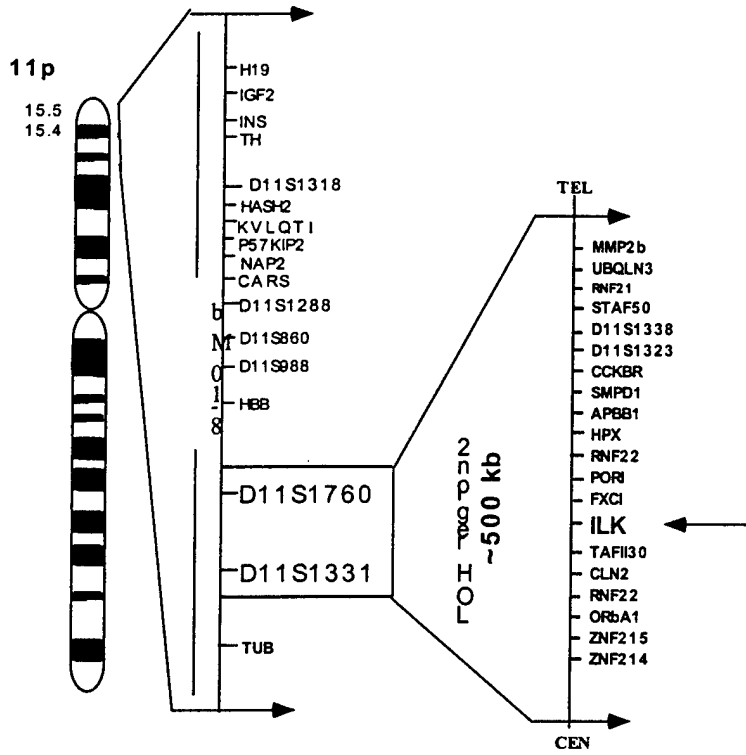 11p
15.5
15.4
H19
IGF2
INS
TH
D11S1318
HASH2
KVLQTI
P57KIP2
NAP2
CARS
D11S1288
D11S860
D11S988
HBB
D11S1760
D11S1331
TUB
~500 kb
TEL
MMP2b
UBQLN3
RNF21
STAF50
D11S1338
D11S1323
CCKBR
SMPD1
APBB1
HPX
RNF22
PORI
FXCI
ILK
TAFII30
CLN2
RNF22
ORbA1
ZNF215
ZNF214
CEN